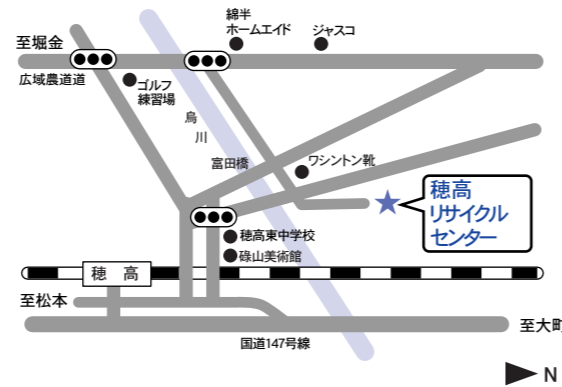 綿半
ホームエイド
ジャスコ
至堀金
広域農道道
ゴルフ
練習場
烏
川
富田橋
ワシントン靴
穂高
リサイクル
センター
穂高東中学校
碌山美術館
穂高
至松本
至大町
国道147号線
N